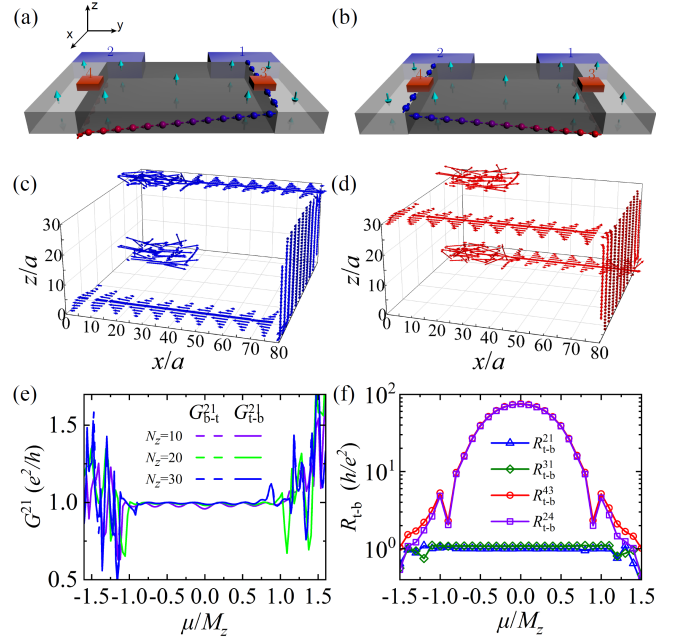 (a)
z
y
x
2
1
(b)
2
1
(c)
30
20
10
0
z/a
0 10 20 30 40 50 60 70 80
x/a
(d)
30
20
10
0
z/a
0 10 20 30 40 50 60 70 80
x/a
(e)
G^21_b-t G^21_t-b
N_z=10
N_z=20
N_z=30
1.5
1.0
0.5
G^21 (e^2/h)
-1.5 -1.0 -0.5 0.0 0.5 1.0 1.5
μ/M_z
(f)
10^2
10^1
10^0
R_t-b (h/e^2)
R^21_t-b
R^31_t-b
R^43_t-b
R^24_t-b
-1.5 -1.0 -0.5 0.0 0.5 1.0 1.5
μ/M_z